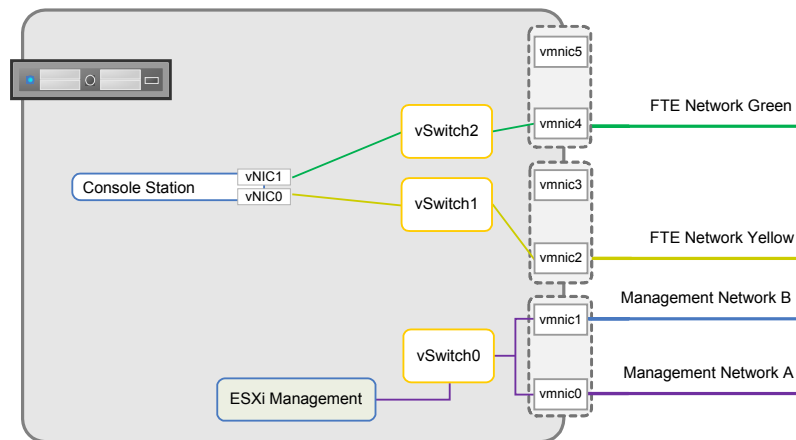 vmnic5
FTE Network Green
vSwitch2
vmnic4
vNIC1
Console Station
vNIC0
vmnic3
vSwitch1
FTE Network Yellow
vmnic2
Management Network B
vmnic1
vSwitch0
Management Network A
ESXi Management
vmnic0